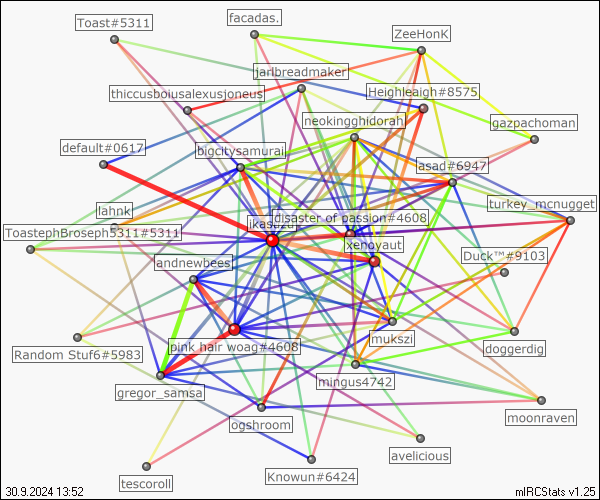 Toast#5311
facadas.
ZeeHonK
jarlbreadmaker
thiccusboiusalexusjoneus
Heighleaigh#8575
neokingghidorah
gazpachoman
default#0617
biocitysamurai
asad#6947
lahnk
turkey_mcnugget
disaster of passion#4608
ikasuzu
ToastephBroseph5311#5311
xenoyaut
andnewbees
Duck™#9103
mukszi
pink hair woag#4608
Random Stuf6#5983
doggerdig
mingus4742
gregor_samsa
moonraven
ogshroom
avelicious
tescoroll
Knowun#6424
30.9.2024 13:52
mIRCStats v1.25